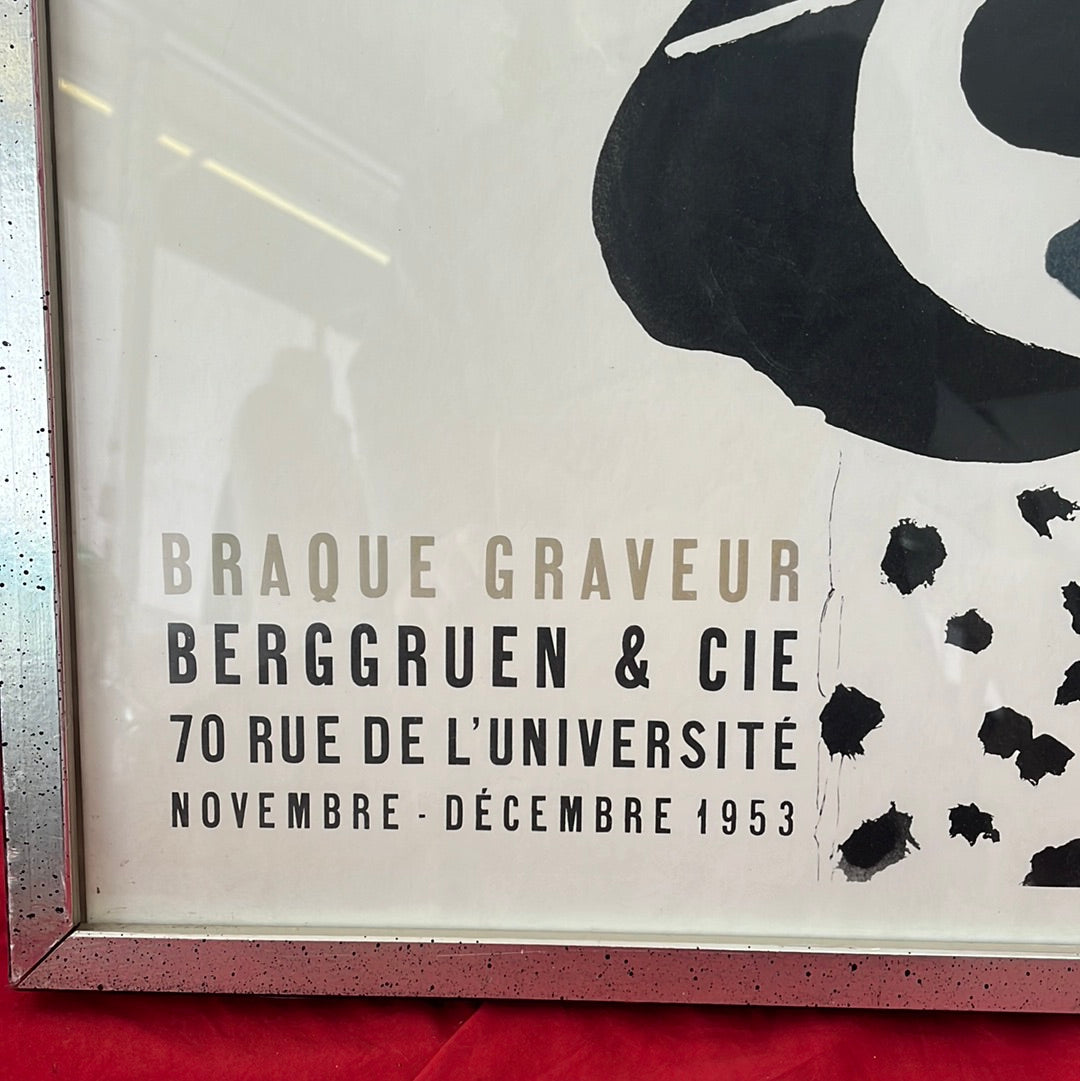 BRAQUE GRAVEUR
BERGGRUEN & CIE
70 RUE DE L'UNIVERSITÉ
NOVEMBRE - DÉCEMBRE 1953